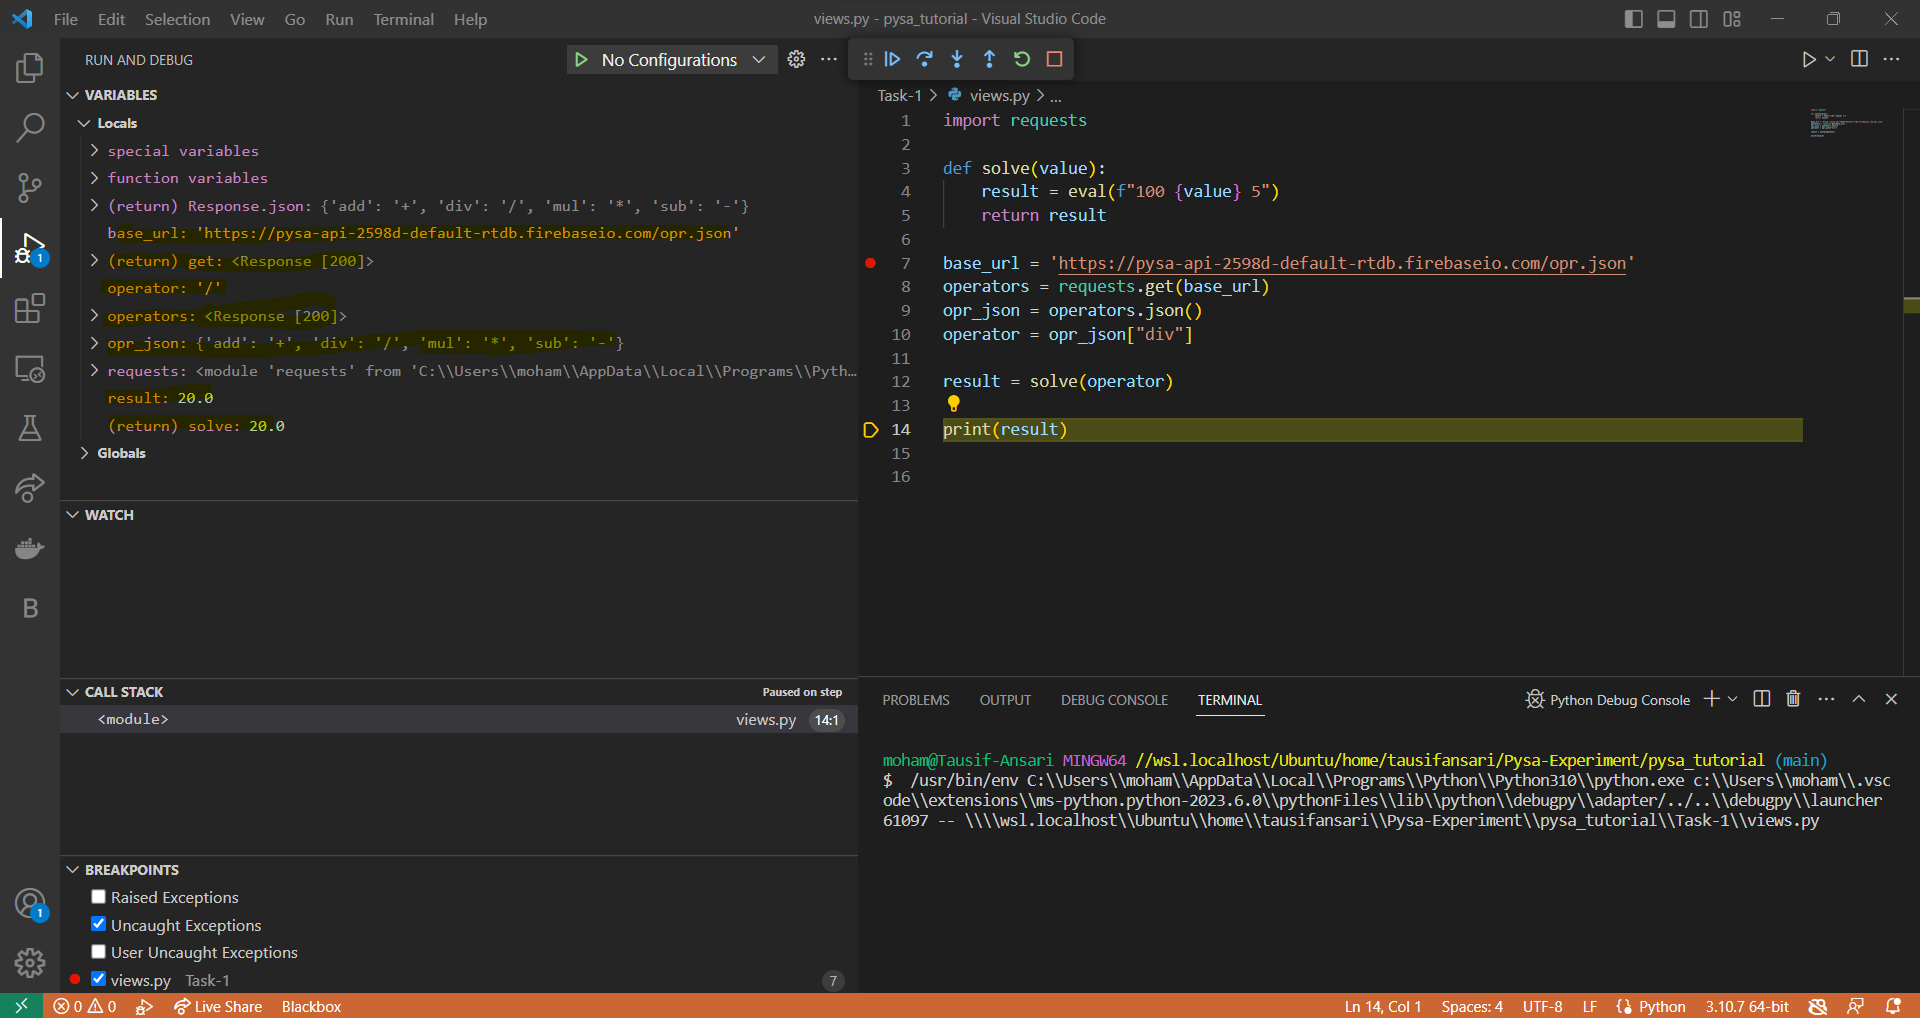 File Edit Selection View Go Run Terminal Help
views.py - pysa_tutorial - Visual Studio Code
RUN AND DEBUG
No Configurations
VARIABLES
Locals
special variables
function variables
(return) Response.json: {'add': '+', 'div': '/', 'mul': '*', 'sub': '-'}
base_url: 'https://pysa-api-2598d-default-rtdb.firebaseio.com/opr.json'
(return) get: <Response [200]>
operator: '/'
operators: <Response [200]>
opr_json: {'add': '+', 'div': '/', 'mul': '*', 'sub': '-'}
requests: <module 'requests' from 'C:\\Users\\moham\\AppData\\Local\\Programs\\Pyth…
result: 20.0
(return) solve: 20.0
Globals
WATCH
CALL STACK
Paused on step
<module>
views.py 14:1
BREAKPOINTS
Raised Exceptions
Uncaught Exceptions
User Uncaught Exceptions
views.py Task-1 7
1
B
1
Task-1 > views.py > ...
1 import requests
2
3 def solve(value):
4     result = eval(f"100 {value} 5")
5     return result
6
7 base_url = 'https://pysa-api-2598d-default-rtdb.firebaseio.com/opr.json'
8 operators = requests.get(base_url)
9 opr_json = operators.json()
10 operator = opr_json["div"]
11
12 result = solve(operator)
13
14 print(result)
15
16
PROBLEMS OUTPUT DEBUG CONSOLE TERMINAL
Python Debug Console
moham@Tausif-Ansari MINGW64 //wsl.localhost/Ubuntu/home/tausifansari/Pysa-Experiment/pysa_tutorial (main)
$  /usr/bin/env C:\\Users\\moham\\AppData\\Local\\Programs\\Python\\Python310\\python.exe c:\\Users\\moham\\.vsc
ode\\extensions\\ms-python.python-2023.6.0\\pythonFiles\\lib\\python\\debugpy\\adapter/../..\\debugpy\\launcher
61097 -- \\\\wsl.localhost\\Ubuntu\\home\\tausifansari\\Pysa-Experiment\\pysa_tutorial\\Task-1\\views.py
0 0 Live Share Blackbox
Ln 14, Col 1 Spaces: 4 UTF-8 LF Python 3.10.7 64-bit